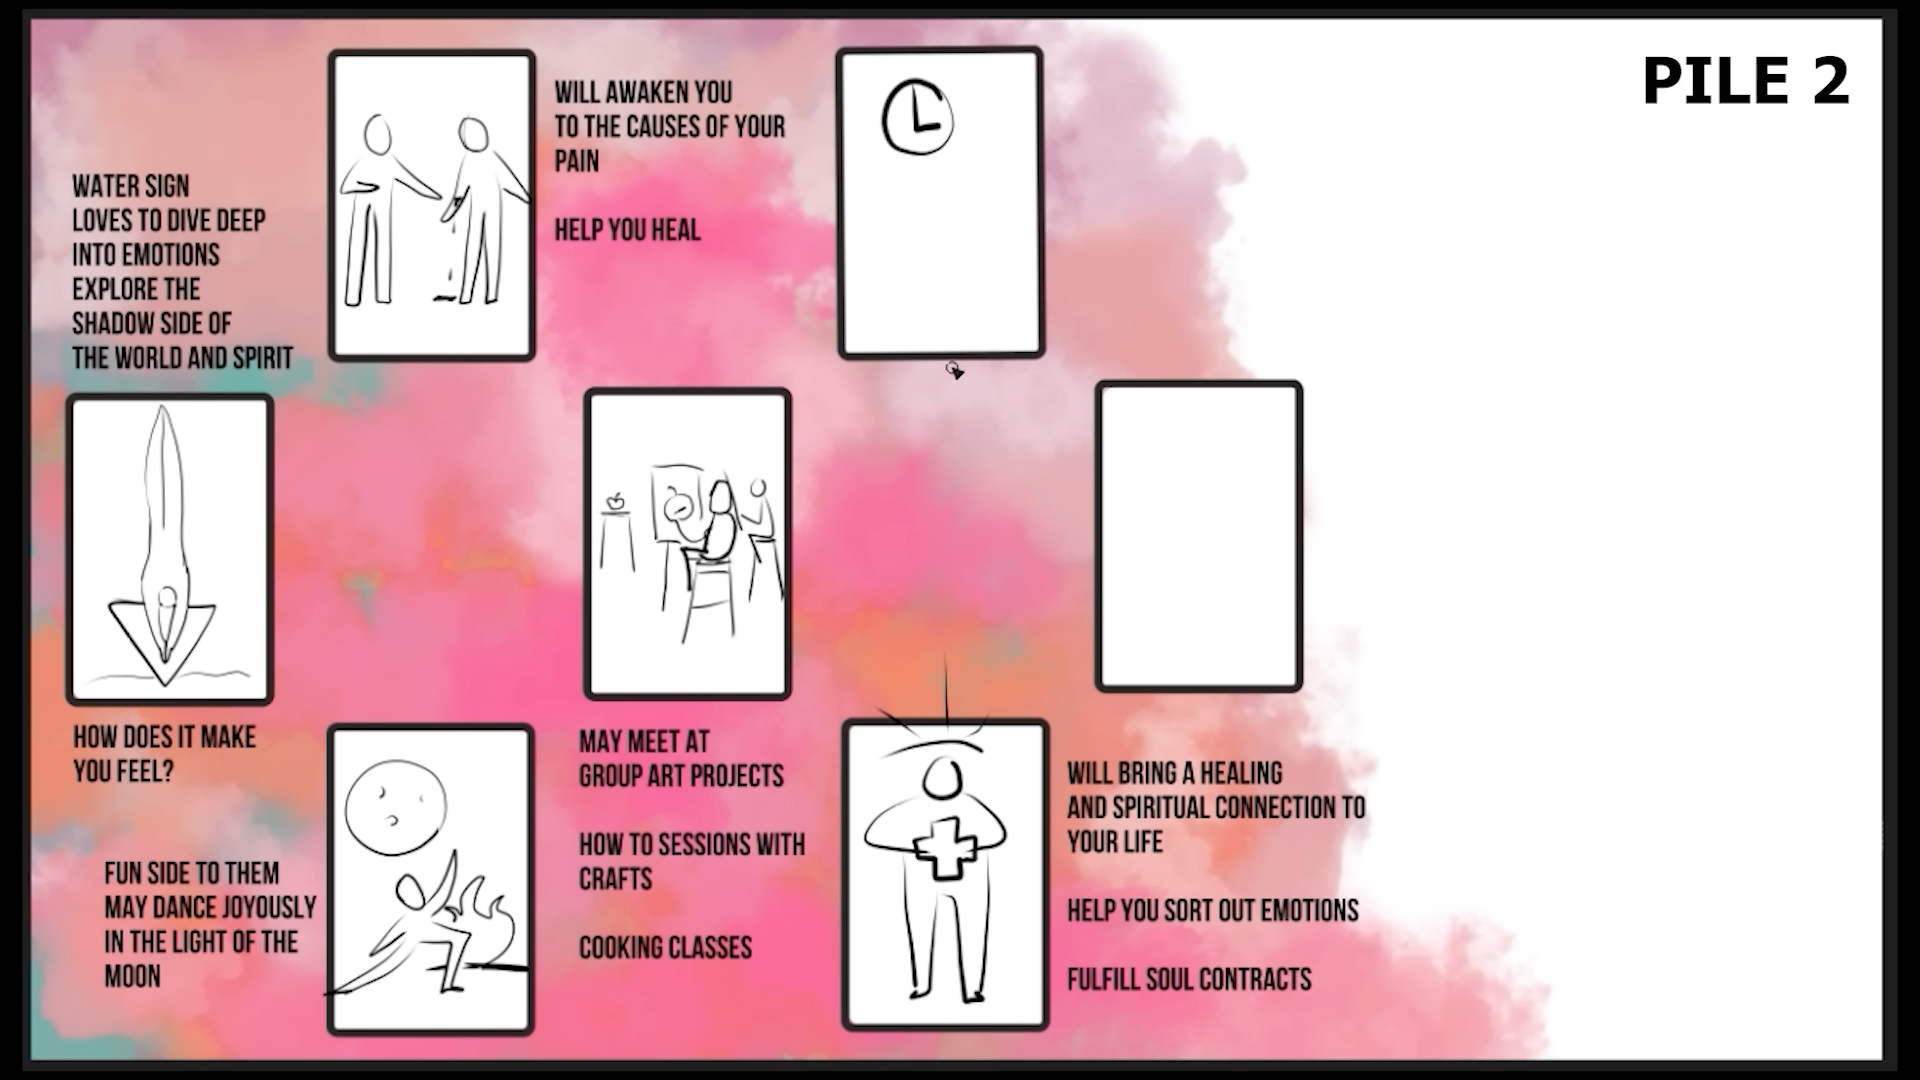 PILE 2
WILL AWAKEN YOU
TO THE CAUSES OF YOUR
PAIN
HELP YOU HEAL
WATER SIGN
LOVES TO DIVE DEEP
INTO EMOTIONS
EXPLORE THE
SHADOW SIDE OF
THE WORLD AND SPIRIT
HOW DOES IT MAKE
YOU FEEL?
FUN SIDE TO THEM
MAY DANCE JOYOUSLY
IN THE LIGHT OF THE
MOON
MAY MEET AT
GROUP ART PROJECTS
HOW TO SESSIONS WITH
CRAFTS
COOKING CLASSES
WILL BRING A HEALING
AND SPIRITUAL CONNECTION TO
YOUR LIFE
HELP YOU SORT OUT EMOTIONS
FULFILL SOUL CONTRACTS